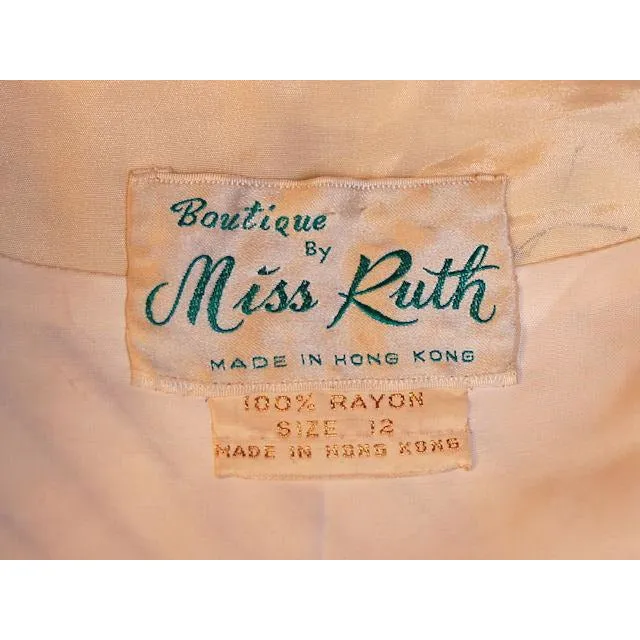 Boutique
By
Miss Ruth
MADE IN HONG KONG
100% RAYON
SIZE 12
MADE IN HONG KONG